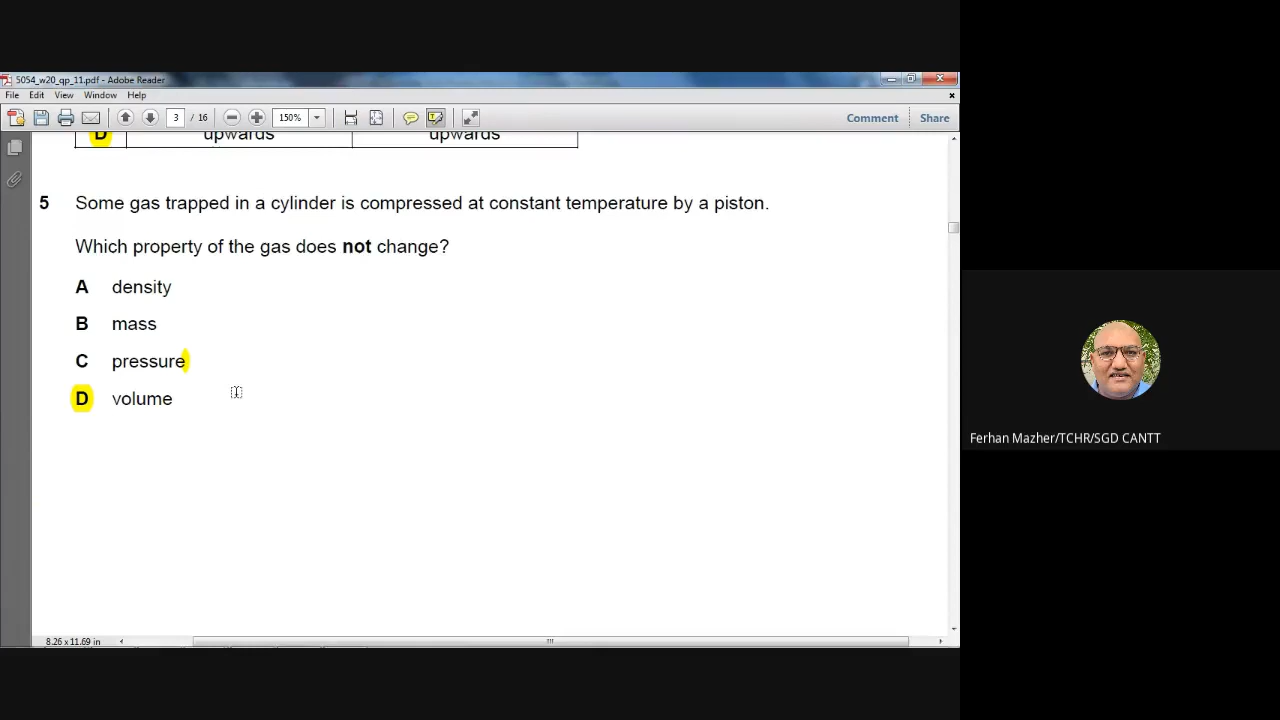 5054_w20_qp_11.pdf - Adobe Reader
File Edit View Window Help
3 / 16 150% Comment Share
D upwards upwards
5 Some gas trapped in a cylinder is compressed at constant temperature by a piston.
Which property of the gas does not change?
A density
B mass
C pressure
D volume
Ferhan Mazher/TCHR/SGD CANTT
8.26 x 11.69 in